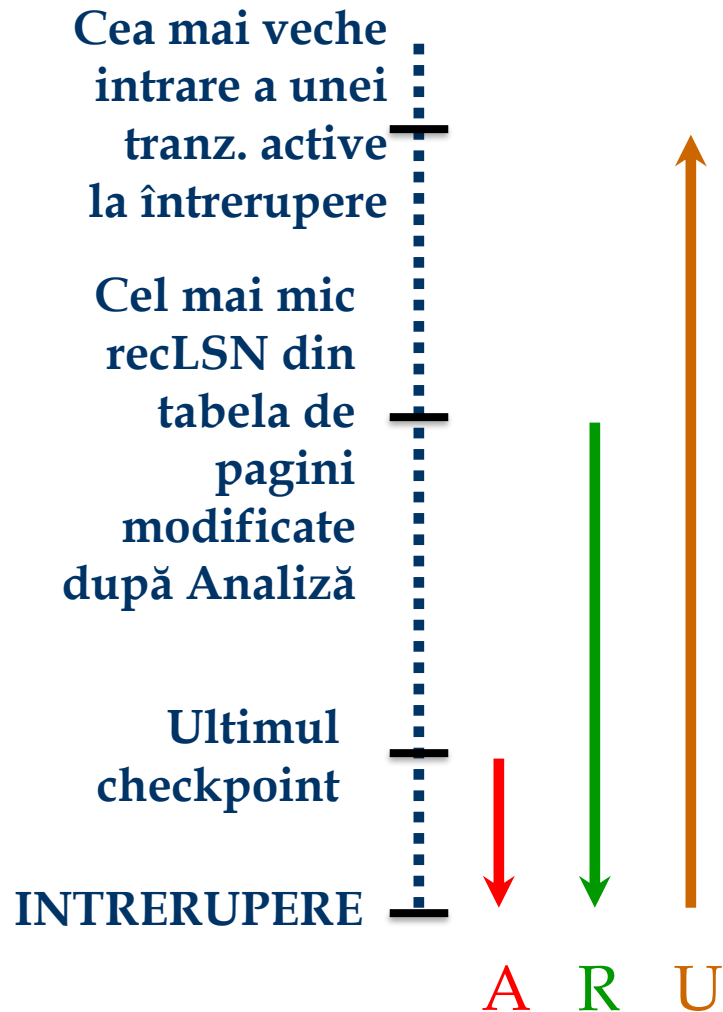 Cea mai veche
intrare a unei
tranz. active
la întrerupere
Cel mai mic
recLSN din
tabela de
pagini
modificate
după Analiză
Ultimul
checkpoint
INTRERUPERE
A R U